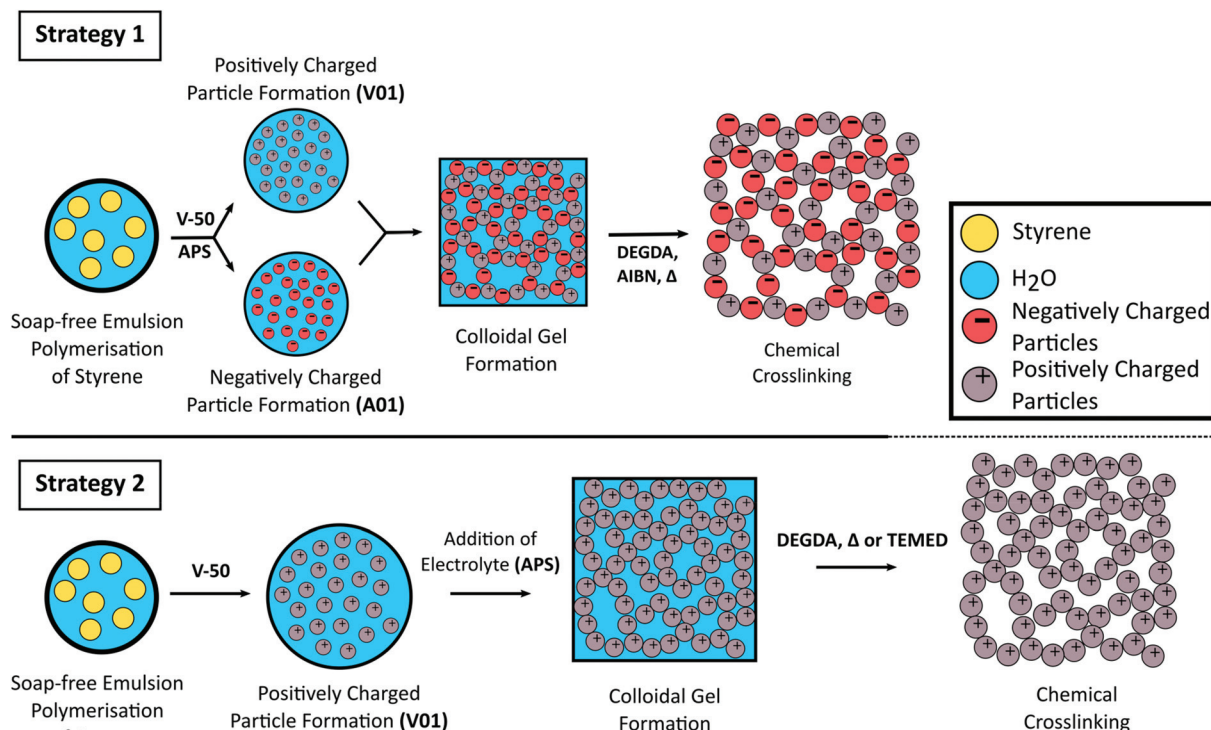 Strategy 1
Positively Charged
Particle Formation (V01)
V-50
APS
Soap-free Emulsion
Polymerisation
of Styrene
Negatively Charged
Particle Formation (A01)
Colloidal Gel
Formation
DEGDA,
AIBN, Δ
Chemical
Crosslinking
Styrene
H2O
Negatively Charged
Particles
Positively Charged
Particles
Strategy 2
Soap-free Emulsion
Polymerisation
V-50
Positively Charged
Particle Formation (V01)
Addition of
Electrolyte (APS)
Colloidal Gel
Formation
DEGDA, Δ or TEMED
Chemical
Crosslinking